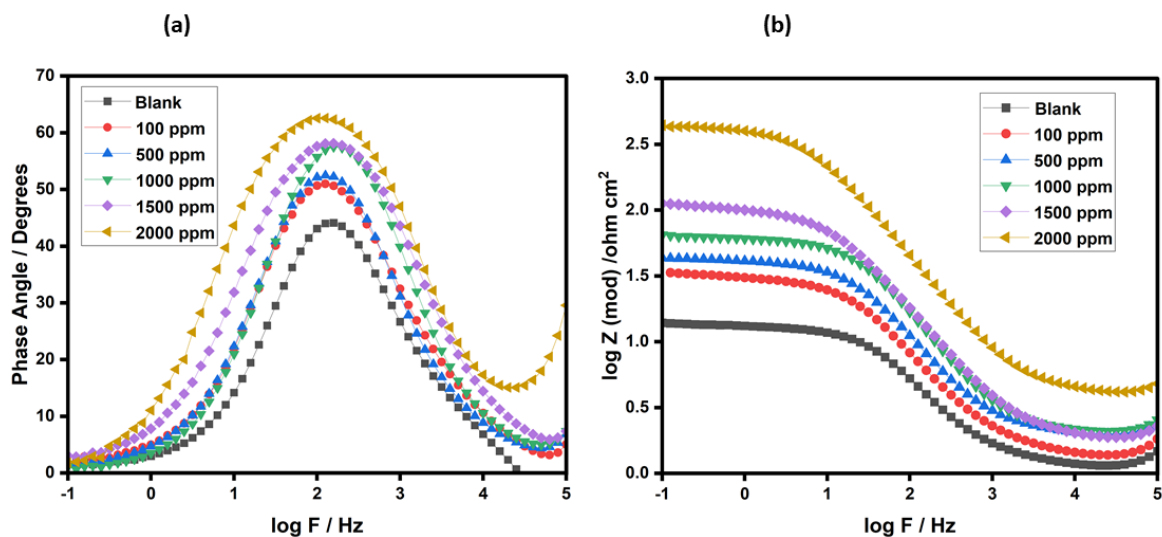 (a)
(b)
70
60
50
40
30
20
10
0
Phase Angle / Degrees
Blank
100 ppm
500 ppm
1000 ppm
1500 ppm
2000 ppm
-1 0 1 2 3 4 5
log F / Hz
3.0
2.5
2.0
1.5
1.0
0.5
0.0
log Z (mod) /ohm cm²
Blank
100 ppm
500 ppm
1000 ppm
1500 ppm
2000 ppm
-1 0 1 2 3 4 5
log F / Hz